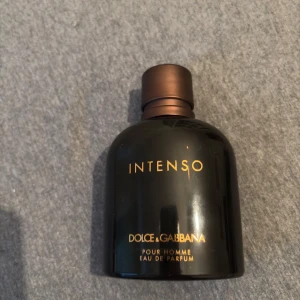 INTENSO
DOLCE & GABBANA
POUR HOMME
EAU DE PARFUM